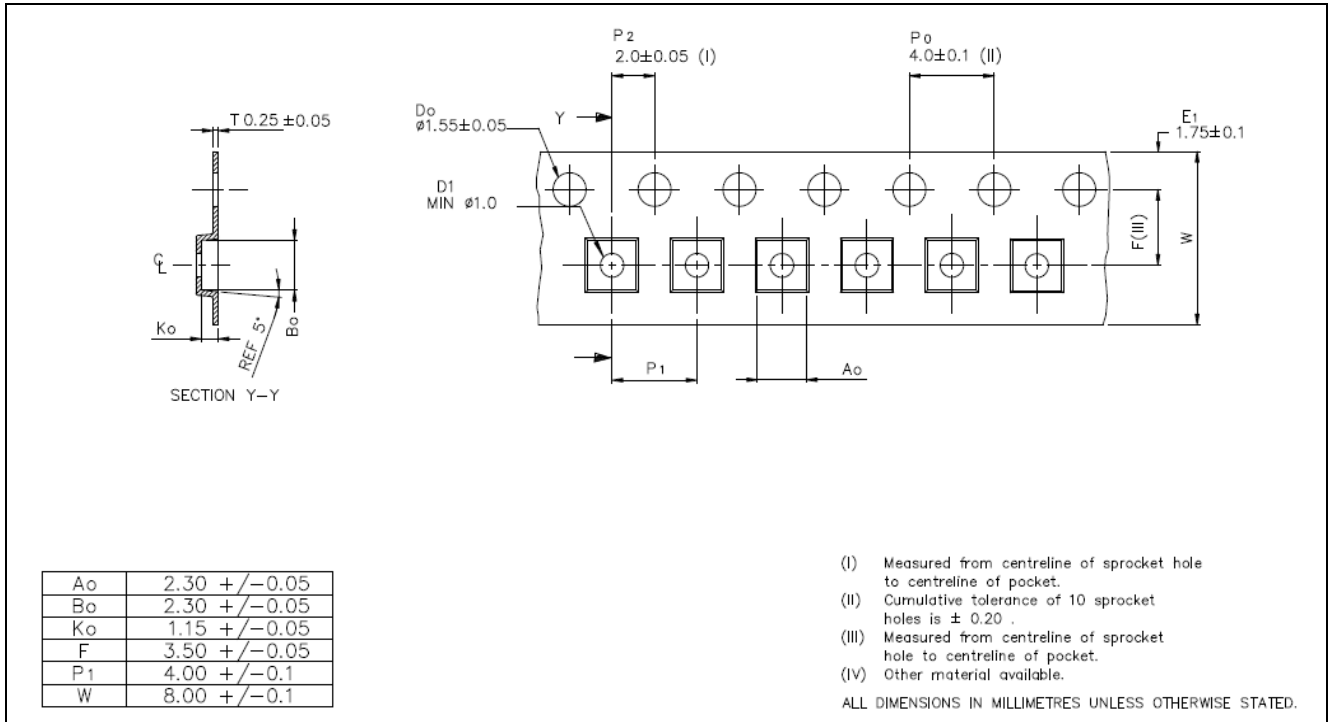 P2
2.0±0.05 (I)
Po
4.0±0.1 (II)
T 0.25 ±0.05
Do
ø1.55±0.05
Y
E1
1.75±0.1
D1
MIN ø1.0
F(III)
W
℄
Ko
REF 5°
Bo
P1
Ao
SECTION Y-Y
Ao 2.30 +/-0.05
Bo 2.30 +/-0.05
Ko 1.15 +/-0.05
F 3.50 +/-0.05
P1 4.00 +/-0.1
W 8.00 +/-0.1
(I) Measured from centreline of sprocket hole
to centreline of pocket.
(II) Cumulative tolerance of 10 sprocket
holes is ± 0.20 .
(III) Measured from centreline of sprocket
hole to centreline of pocket.
(IV) Other material available.
ALL DIMENSIONS IN MILLIMETRES UNLESS OTHERWISE STATED.